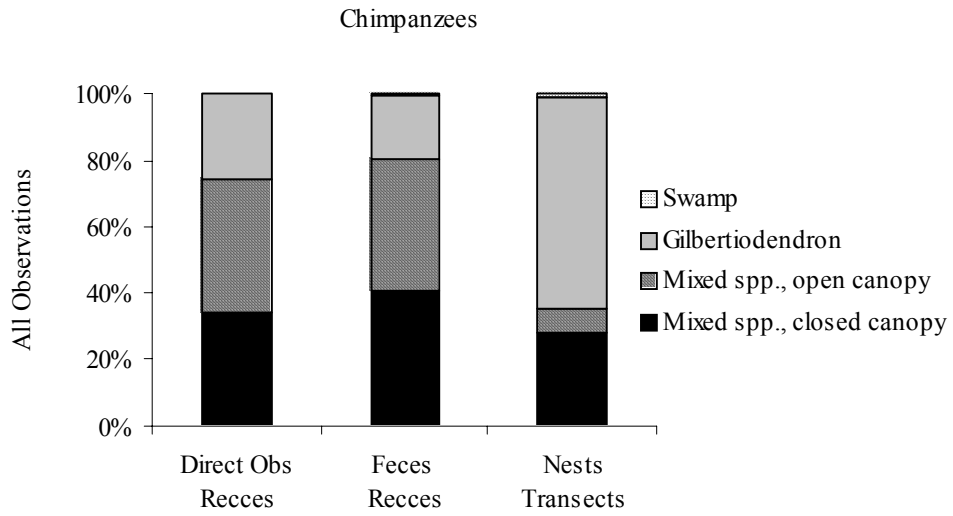 Chimpanzees
All Observations
100%
80%
60%
40%
20%
0%
Direct Obs
Recces
Feces
Recces
Nests
Transects
Swamp
Gilbertiodendron
Mixed spp., open canopy
Mixed spp., closed canopy